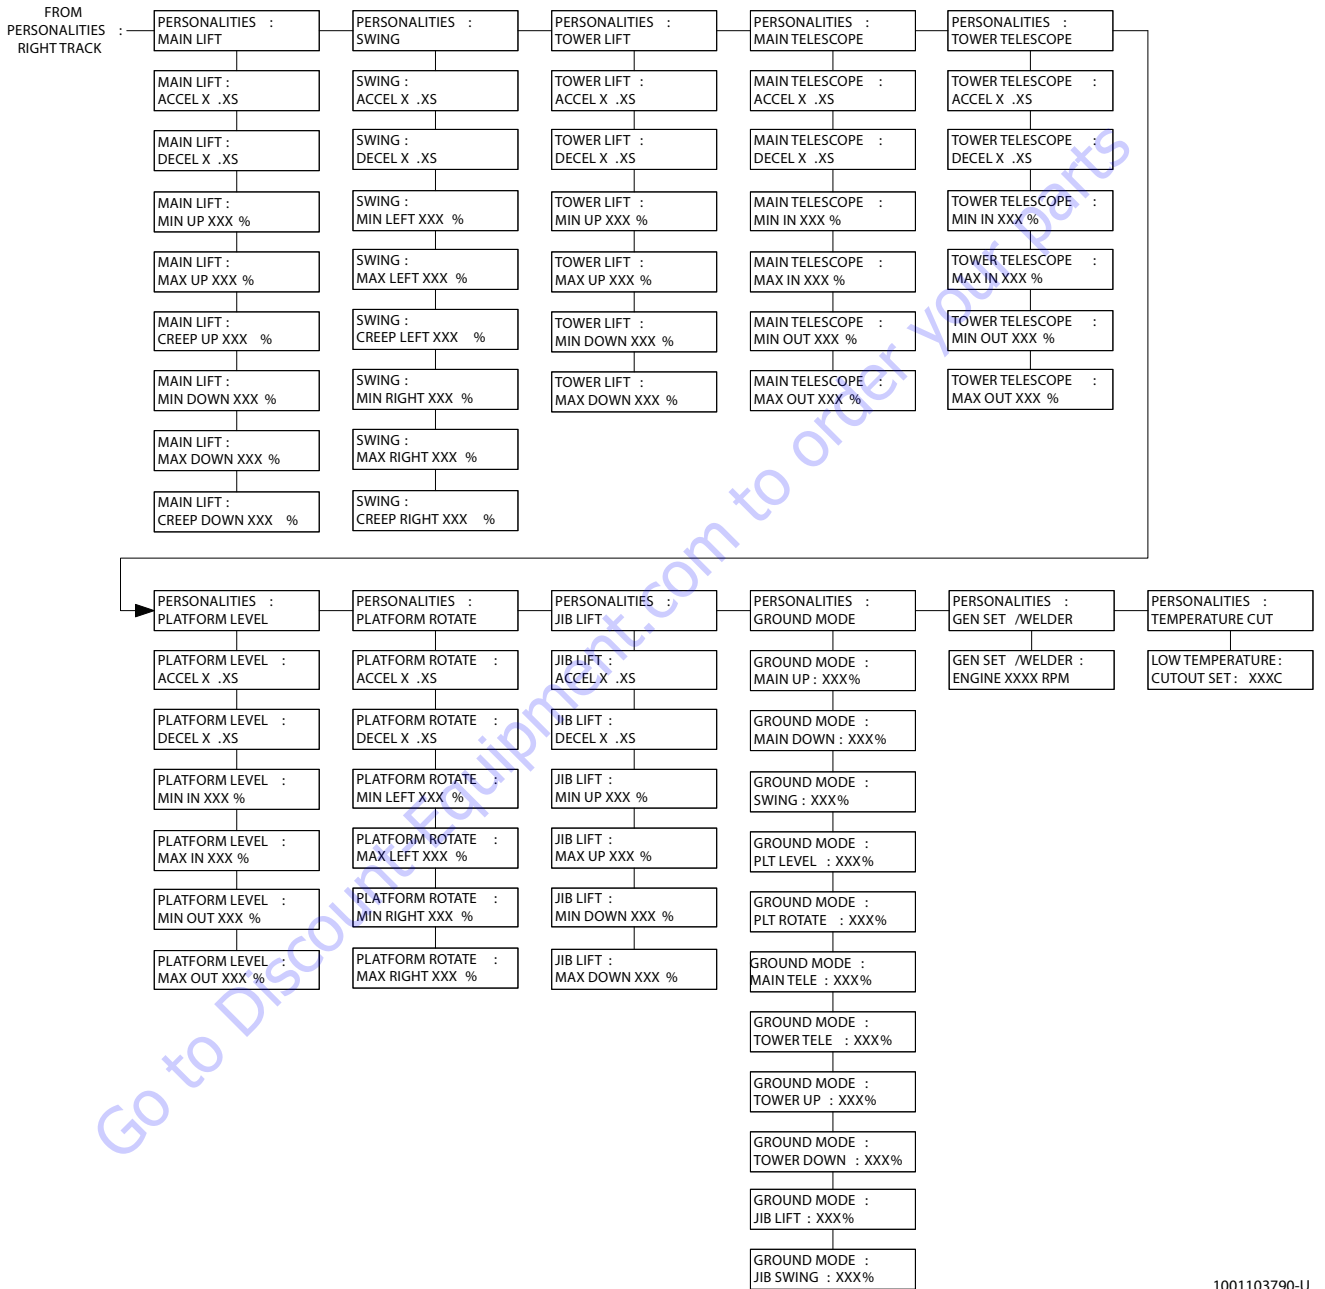 FROM
PERSONALITIES :
RIGHT TRACK
PERSONALITIES :
MAIN LIFT
MAIN LIFT :
ACCEL X .XS
MAIN LIFT :
DECEL X .XS
MAIN LIFT :
MIN UP XXX %
MAIN LIFT :
MAX UP XXX %
MAIN LIFT :
CREEP UP XXX %
MAIN LIFT :
MIN DOWN XXX %
MAIN LIFT :
MAX DOWN XXX %
MAIN LIFT :
CREEP DOWN XXX %
PERSONALITIES :
SWING
SWING :
ACCEL X .XS
SWING :
DECEL X .XS
SWING :
MIN LEFT XXX %
SWING :
MAX LEFT XXX %
SWING :
CREEP LEFT XXX %
SWING :
MIN RIGHT XXX %
SWING :
MAX RIGHT XXX %
SWING :
CREEP RIGHT XXX %
PERSONALITIES :
TOWER LIFT
TOWER LIFT :
ACCEL X .XS
TOWER LIFT :
DECEL X .XS
TOWER LIFT :
MIN UP XXX %
TOWER LIFT :
MAX UP XXX %
TOWER LIFT :
MIN DOWN XXX %
TOWER LIFT :
MAX DOWN XXX %
PERSONALITIES :
MAIN TELESCOPE
MAIN TELESCOPE :
ACCEL X .XS
MAIN TELESCOPE :
DECEL X .XS
MAIN TELESCOPE :
MIN IN XXX %
MAIN TELESCOPE :
MAX IN XXX %
MAIN TELESCOPE :
MIN OUT XXX %
MAIN TELESCOPE :
MAX OUT XXX %
PERSONALITIES :
TOWER TELESCOPE
TOWER TELESCOPE :
ACCEL X .XS
TOWER TELESCOPE :
DECEL X .XS
TOWER TELESCOPE :
MIN IN XXX %
TOWER TELESCOPE :
MAX IN XXX %
TOWER TELESCOPE :
MIN OUT XXX %
TOWER TELESCOPE :
MAX OUT XXX %
PERSONALITIES :
PLATFORM LEVEL
PLATFORM LEVEL :
ACCEL X .XS
PLATFORM LEVEL :
DECEL X .XS
PLATFORM LEVEL :
MIN IN XXX %
PLATFORM LEVEL :
MAX IN XXX %
PLATFORM LEVEL :
MIN OUT XXX %
PLATFORM LEVEL :
MAX OUT XXX %
PERSONALITIES :
PLATFORM ROTATE
PLATFORM ROTATE :
ACCEL X .XS
PLATFORM ROTATE :
DECEL X .XS
PLATFORM ROTATE :
MIN LEFT XXX %
PLATFORM ROTATE :
MAX LEFT XXX %
PLATFORM ROTATE :
MIN RIGHT XXX %
PLATFORM ROTATE :
MAX RIGHT XXX %
PERSONALITIES :
JIB LIFT
JIB LIFT :
ACCEL X .XS
JIB LIFT :
DECEL X .XS
JIB LIFT :
MIN UP XXX %
JIB LIFT :
MAX UP XXX %
JIB LIFT :
MIN DOWN XXX %
JIB LIFT :
MAX DOWN XXX %
PERSONALITIES :
GROUND MODE
GROUND MODE :
MAIN UP : XXX%
GROUND MODE :
MAIN DOWN : XXX%
GROUND MODE :
SWING : XXX%
GROUND MODE :
PLT LEVEL : XXX%
GROUND MODE :
PLT ROTATE : XXX%
GROUND MODE :
MAIN TELE : XXX%
GROUND MODE :
TOWER TELE : XXX%
GROUND MODE :
TOWER UP : XXX%
GROUND MODE :
TOWER DOWN : XXX%
GROUND MODE :
JIB LIFT : XXX%
GROUND MODE :
JIB SWING : XXX%
PERSONALITIES :
GEN SET /WELDER
GEN SET /WELDER :
ENGINE XXXX RPM
PERSONALITIES :
TEMPERATURE CUT
LOW TEMPERATURE :
CUTOUT SET : XXXC
Go to Discount-Equipment.com to order your parts
1001103790-U